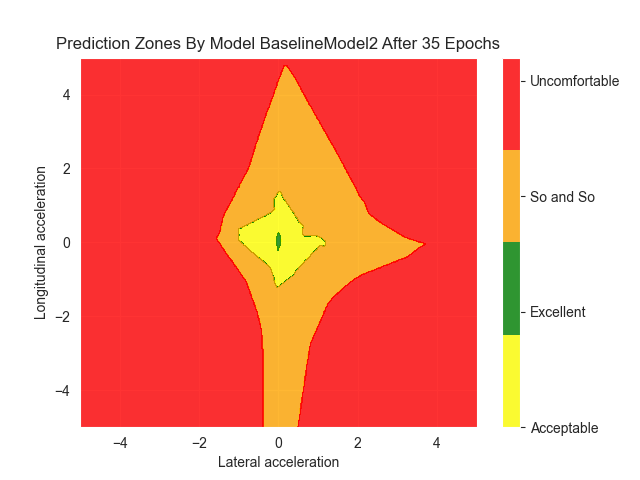 Prediction Zones By Model BaselineModel2 After 35 Epochs
Longitudinal acceleration
4
2
0
−2
−4
−4
−2
0
2
4
Lateral acceleration
Uncomfortable
So and So
Excellent
Acceptable